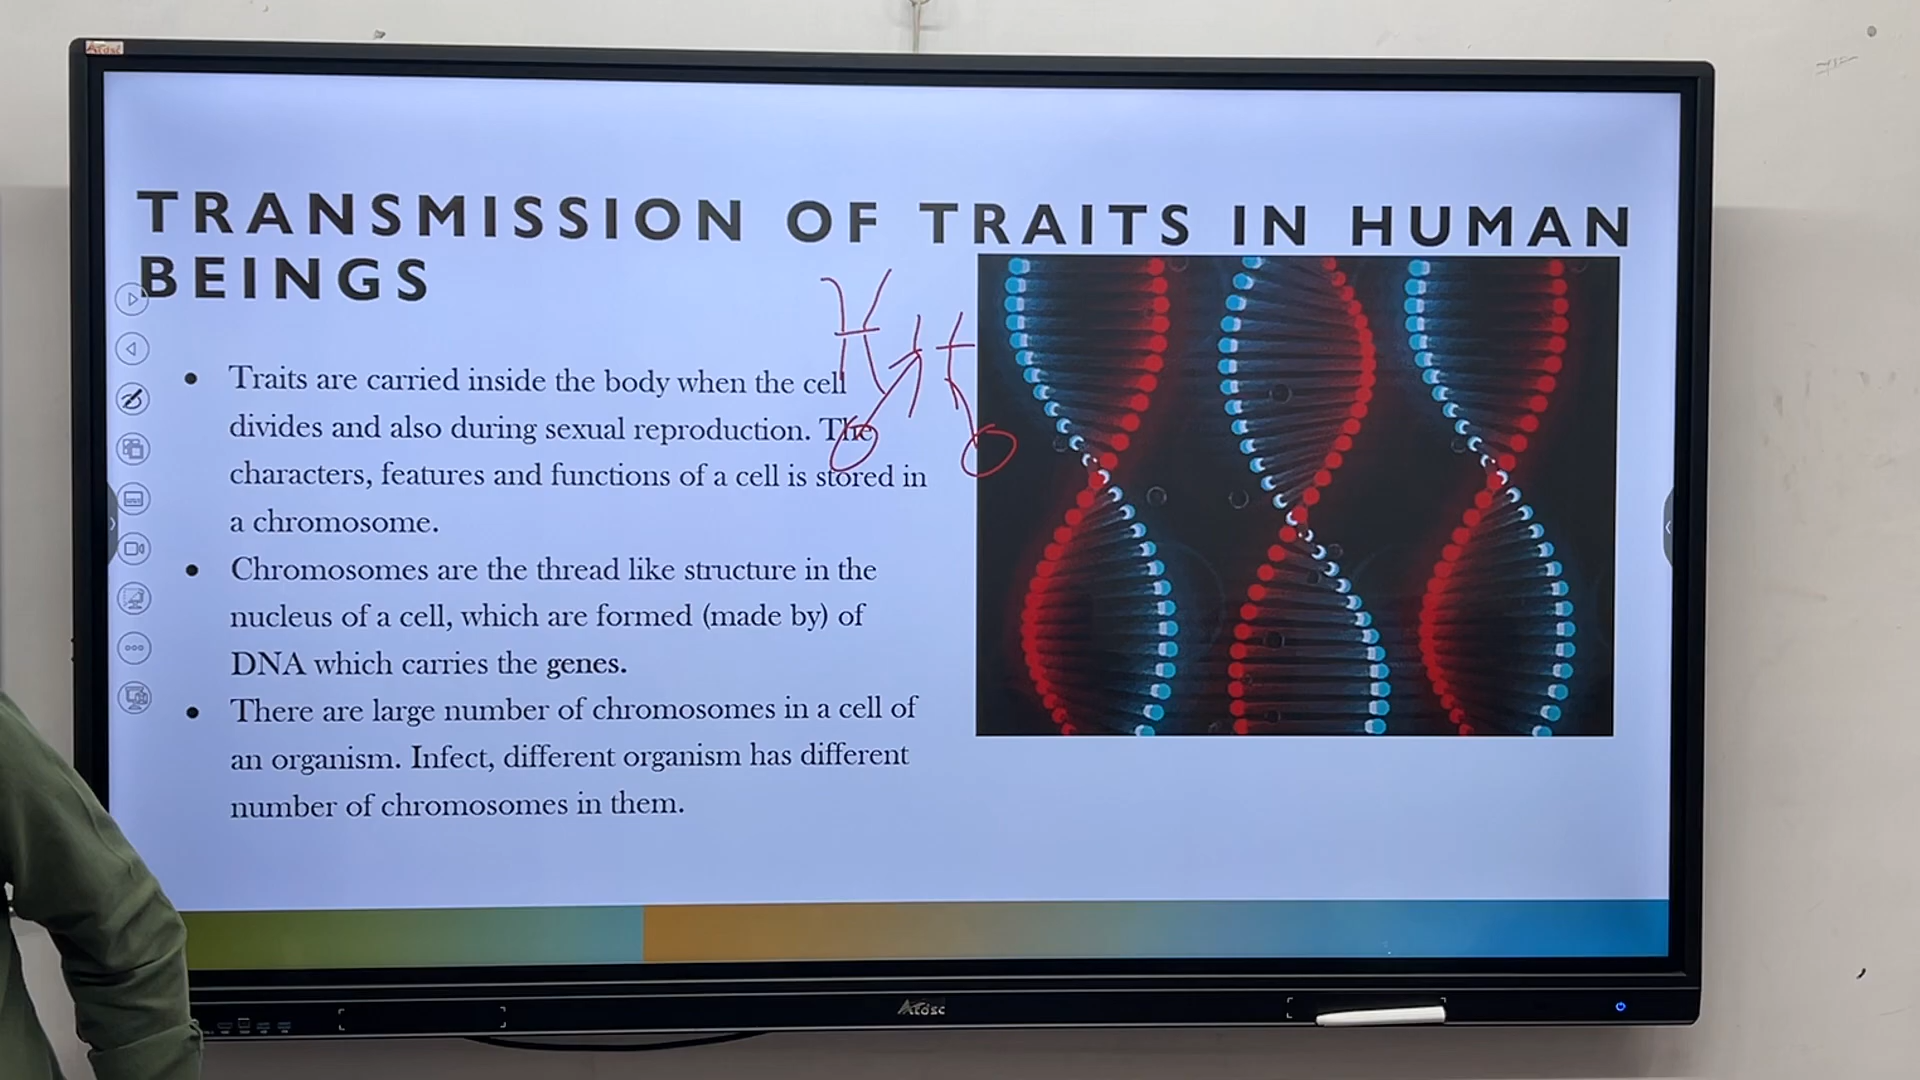 Atdsc
TRANSMISSION OF TRAITS IN HUMAN
BEINGS
• Traits are carried inside the body when the cell
divides and also during sexual reproduction. The
characters, features and functions of a cell is stored in
a chromosome.
• Chromosomes are the thread like structure in the
nucleus of a cell, which are formed (made by) of
DNA which carries the genes.
• There are large number of chromosomes in a cell of
an organism. Infect, different organism has different
number of chromosomes in them.
Atdsc